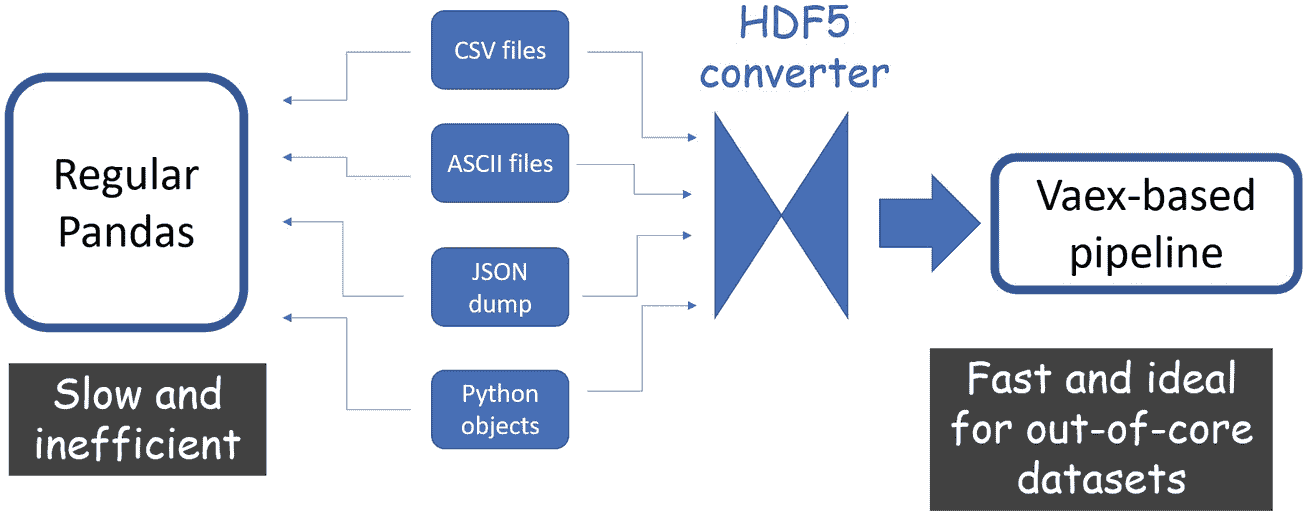 Regular
Pandas
Slow and
inefficient
CSV files
ASCII files
JSON
dump
Python
objects
HDF5
converter
Vaex-based
pipeline
Fast and ideal
for out-of-core
datasets